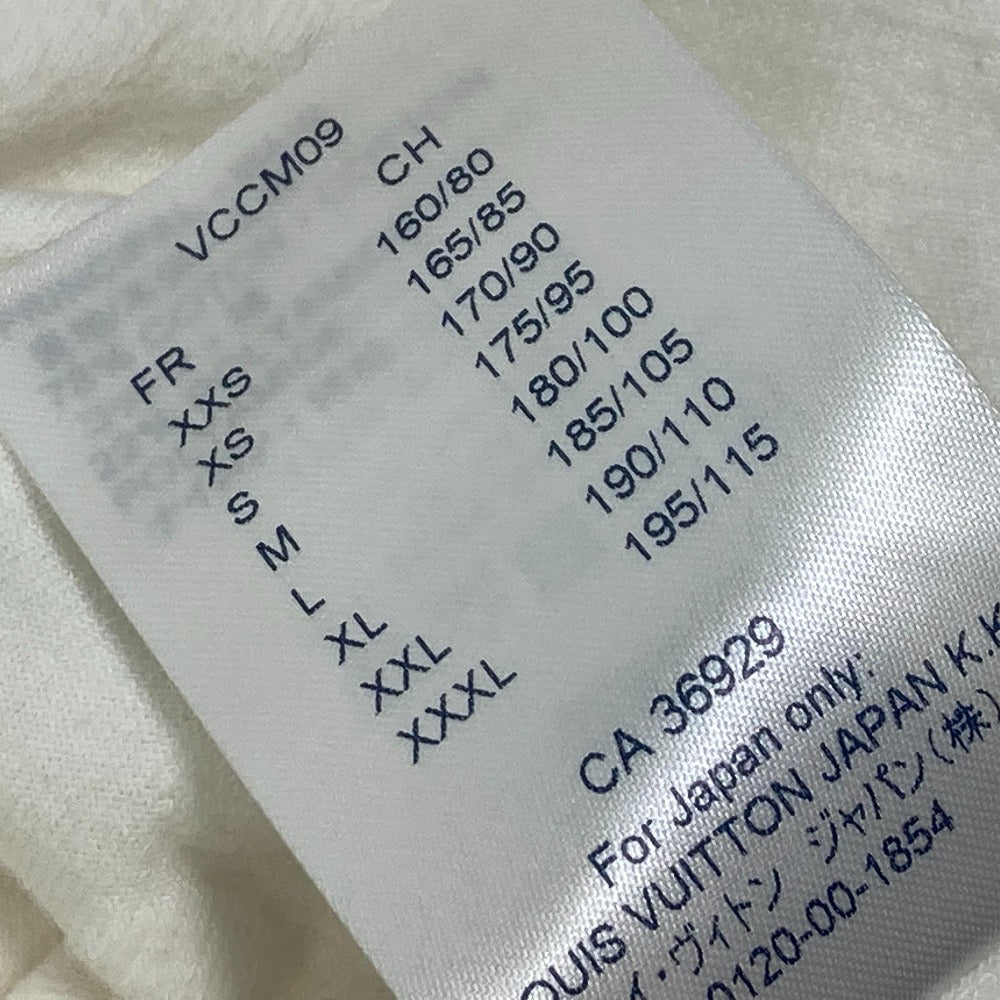 VCCM09
FR CH
XXS 160/80
XS 165/85
S 170/90
M 175/95
L 180/100
XL 185/105
XXL 190/110
XXXL 195/115
CA 36929
For Japan only:
OUIS VUITTON JAPAN K.K
イ・ヴィトン ジャパン(株)
0120-00-1854